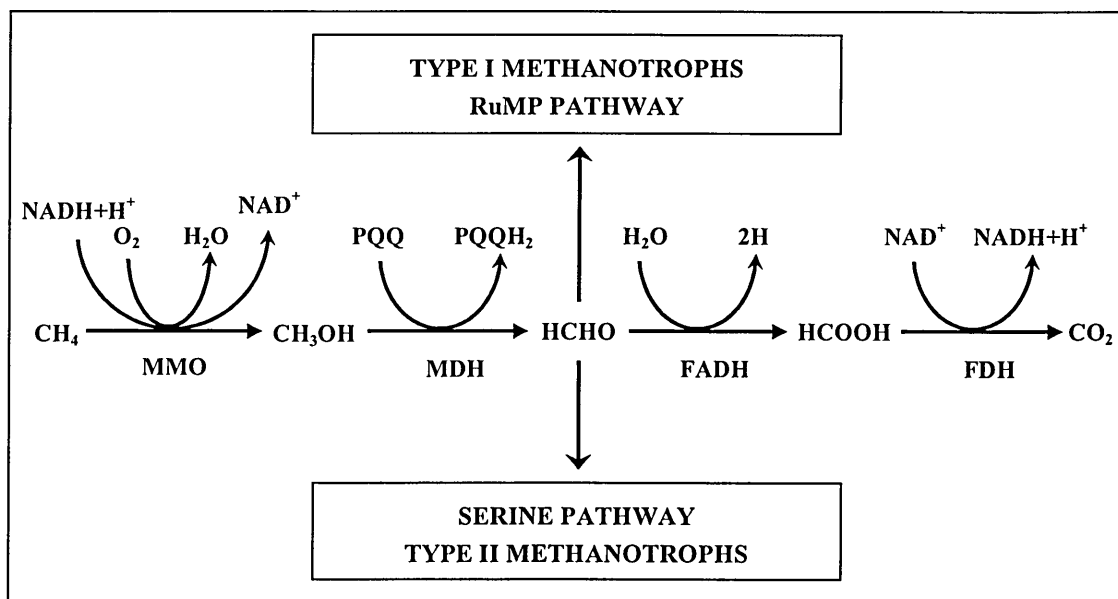 TYPE I METHANOTROPHS
RuMP PATHWAY
NADH+H⁺
O₂
H₂O
NAD⁺
PQQ
PQQH₂
H₂O
2H
NAD⁺
NADH+H⁺
CH₄
CH₃OH
HCHO
HCOOH
CO₂
MMO
MDH
FADH
FDH
SERINE PATHWAY
TYPE II METHANOTROPHS